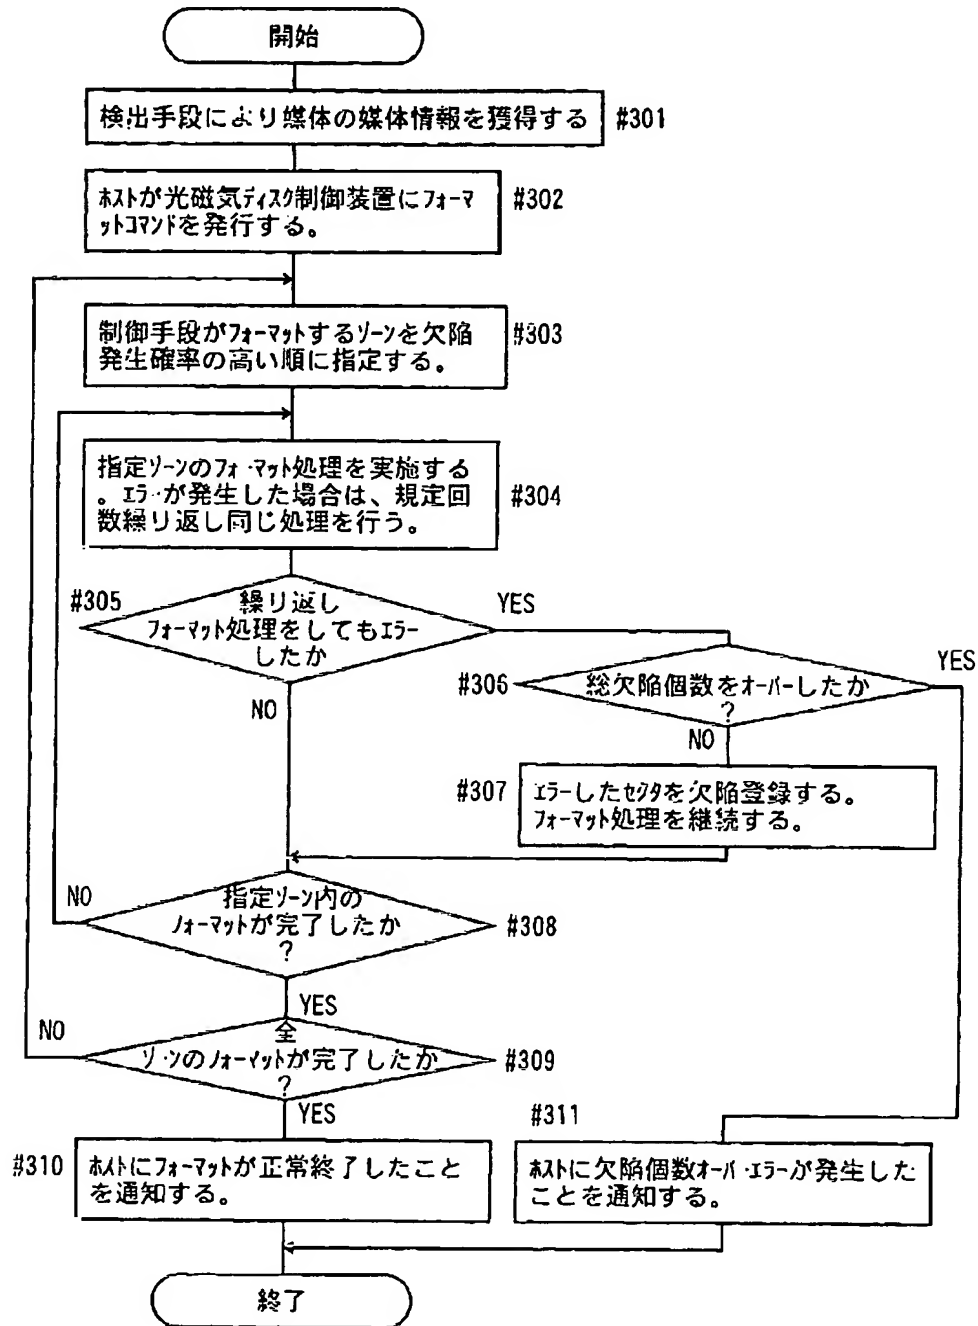 開始
検出手段により媒体の媒体情報を獲得する
#301
ホストが光磁気ディスク制御装置にフォーマ
ットコマンドを発行する。
#302
制御手段がフォーマットするゾーンを欠陥
発生確率の高い順に指定する。
#303
指定ゾーンのフォーマット処理を実施する
。エラーが発生した場合は、規定回
数繰り返し同じ処理を行う。
#304
#305
繰り返し
フォーマット処理をしてもエラー
したか
YES
NO
#306
総欠陥個数をオーバーしたか
?
YES
NO
#307
エラーしたセクタを欠陥登録する。
フォーマット処理を継続する。
指定ゾーン内の
フォーマットが完了したか
?
#308
NO
YES
全
ゾーンのフォーマットが完了したか
?
#309
NO
YES
#310
ホストにフォーマットが正常終了したこと
を通知する。
#311
ホストに欠陥個数オーバーエラーが発生した
ことを通知する。
終了